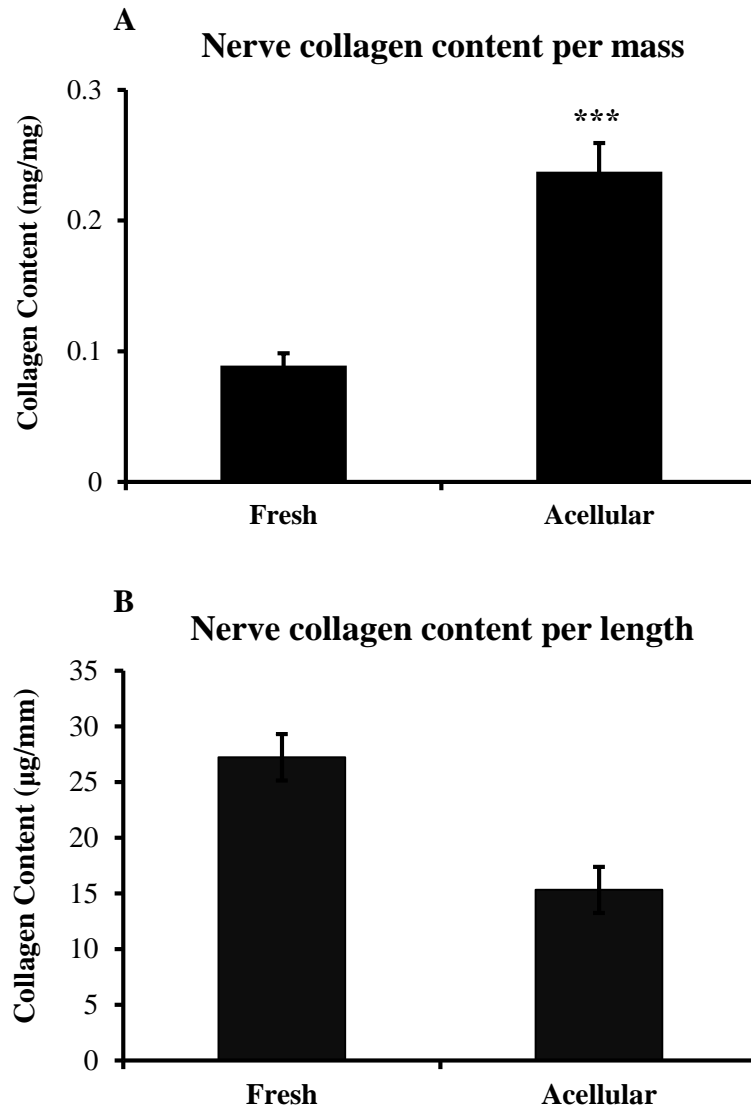 A
Nerve collagen content per mass
Collagen Content (mg/mg)
0.3
0.2
0.1
0
***
Fresh
Acellular
B
Nerve collagen content per length
Collagen Content (µg/mm)
35
30
25
20
15
10
5
0
Fresh
Acellular